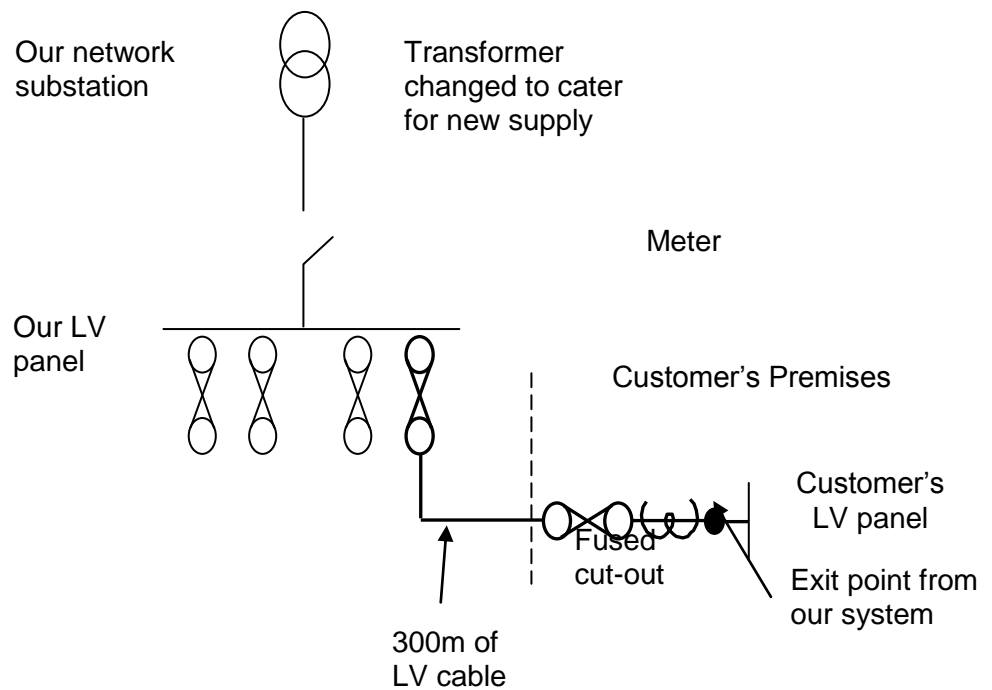 Our network
substation
Transformer
changed to cater
for new supply
Meter
Our LV
panel
Customer's Premises
Customer's
LV panel
Fused
cut-out
Exit point from
our system
300m of
LV cable